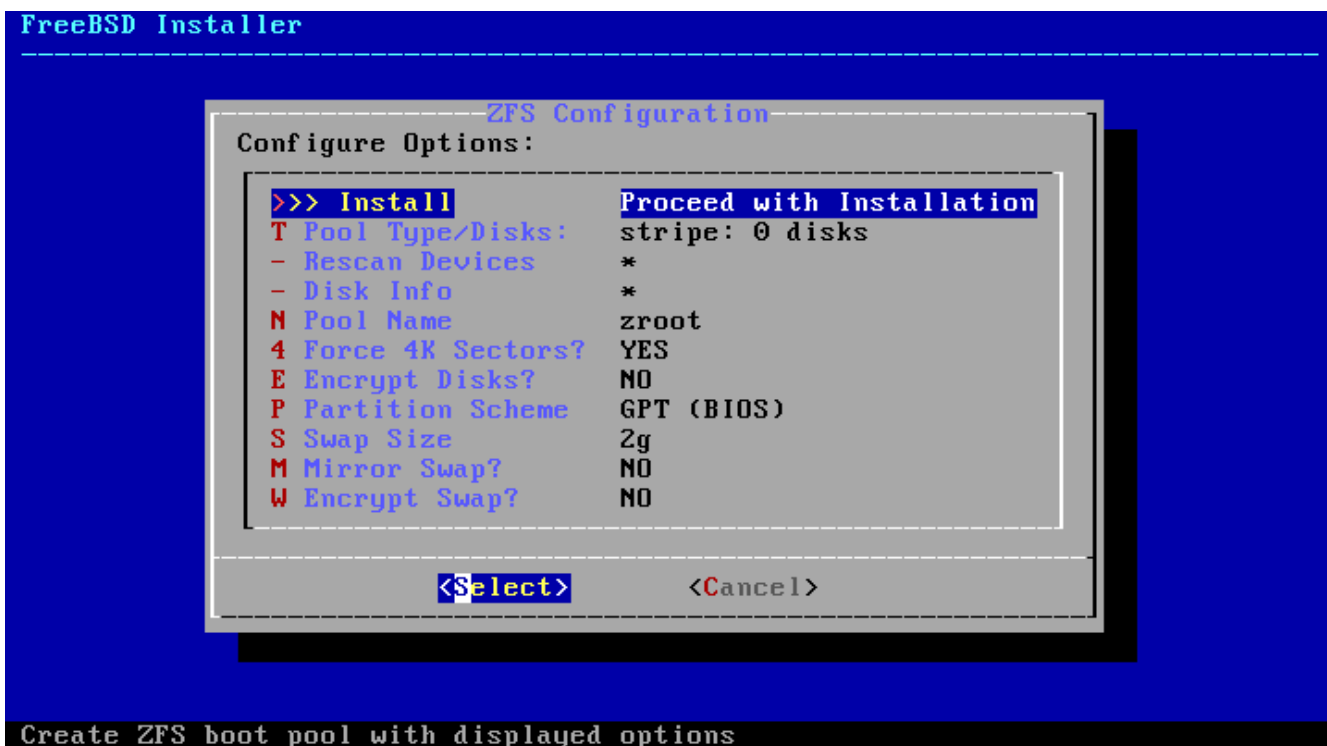 FreeBSD Installer
ZFS Configuration
Configure Options:
>>> Install Proceed with Installation
T Pool Type/Disks: stripe: 0 disks
- Rescan Devices *
- Disk Info *
N Pool Name zroot
4 Force 4K Sectors? YES
E Encrypt Disks? NO
P Partition Scheme GPT (BIOS)
S Swap Size 2g
M Mirror Swap? NO
W Encrypt Swap? NO
<Select> <Cancel>
Create ZFS boot pool with displayed options